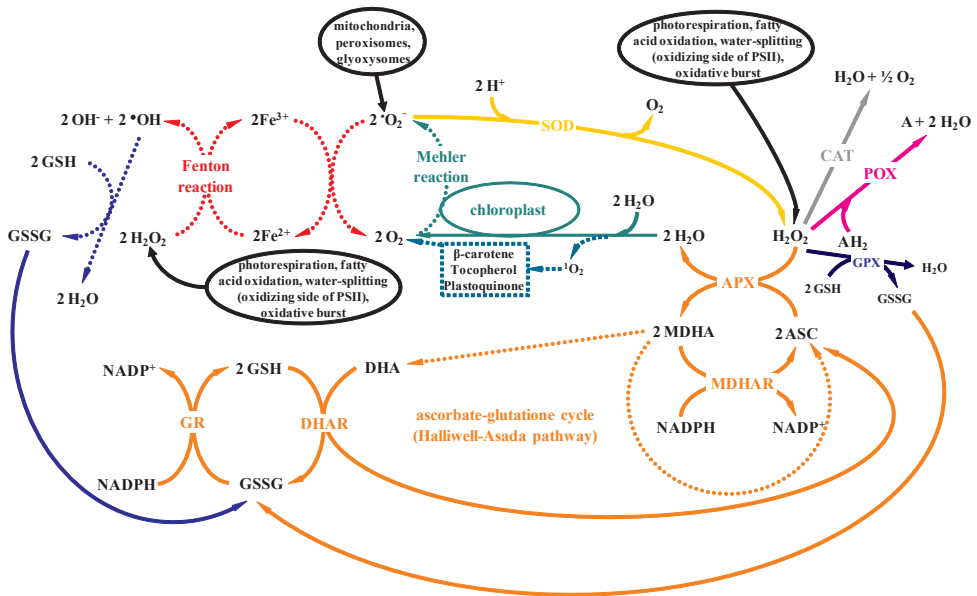 mitochondria,
peroxisomes,
glyoxysomes
photorespiration, fatty
acid oxidation, water-splitting
(oxidizing side of PSII),
oxidative burst
H₂O + ½ O₂
2 H⁺
O₂
2 OH⁻ + 2 •OH
2Fe³⁺
2 •O₂⁻
SOD
A + 2 H₂O
CAT
POX
2 GSH
Fenton
reaction
Mehler
reaction
chloroplast
2 H₂O
GSSG
2 H₂O₂
2Fe²⁺
2 O₂
2 H₂O
H₂O₂
AH₂
β-carotene
Tocopherol
Plastoquinone
¹O₂
GPX
H₂O
2 GSH
GSSG
photorespiration, fatty
acid oxidation, water-splitting
(oxidizing side of PSII),
oxidative burst
2 H₂O
APX
2 MDHA
2 ASC
NADP⁺
2 GSH
DHA
MDHAR
GR
DHAR
ascorbate-glutatione cycle
(Halliwell-Asada pathway)
NADPH
NADP⁺
NADPH
GSSG